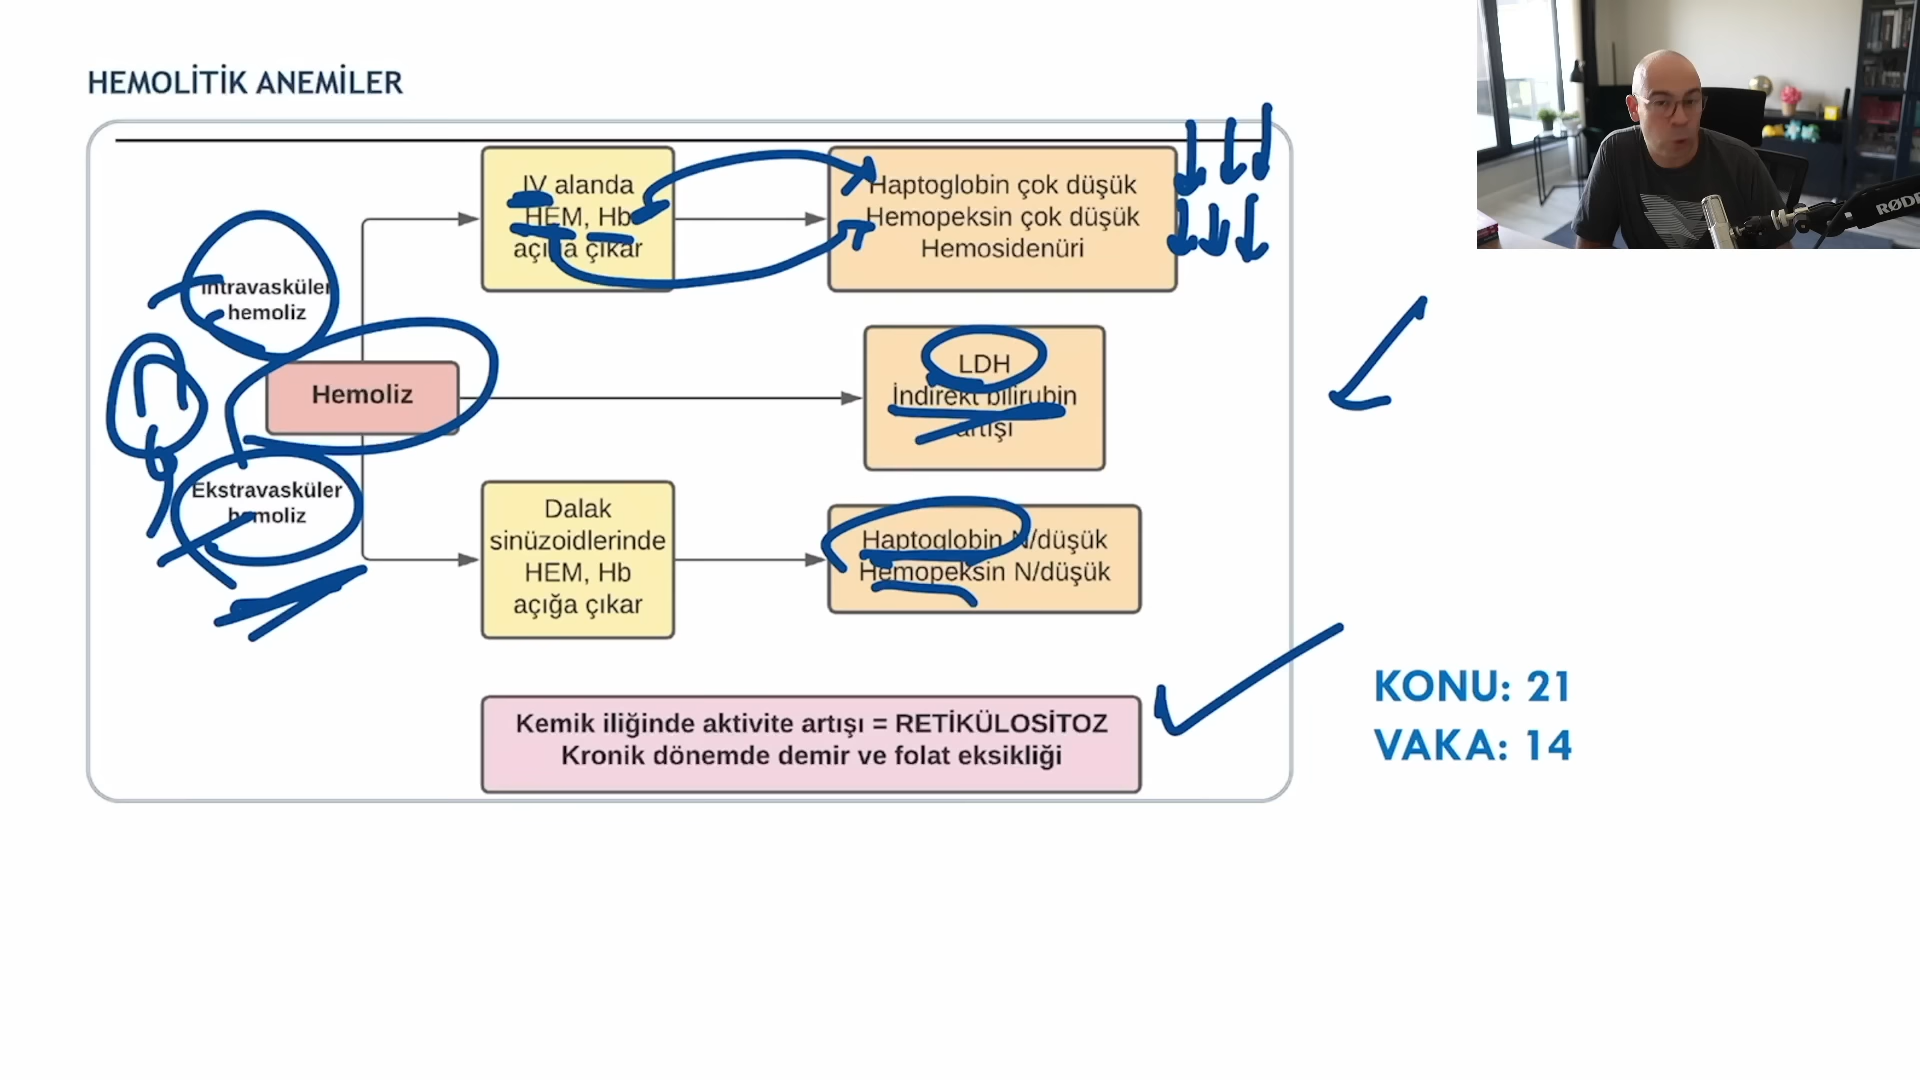 HEMOLİTİK ANEMİLER
IV alanda
HEM, Hb
açığa çıkar
Haptoglobin çok düşük
Hemopeksin çok düşük
Hemosidenüri
İntravasküler
hemoliz
Hemoliz
LDH
İndirekt bilirubin
artışı
Ekstravasküler
hemoliz
Dalak
sinüzoidlerinde
HEM, Hb
açığa çıkar
Haptoglobin N/düşük
Hemopeksin N/düşük
Kemik iliğinde aktivite artışı = RETİKÜLOSİTOZ
Kronik dönemde demir ve folat eksikliği
KONU: 21
VAKA: 14
RØDE